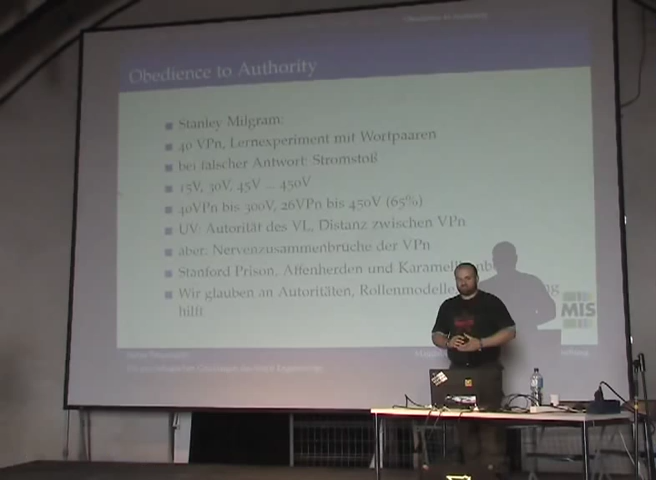 Obedience to Authority
Stanley Milgram:
40 VPn, Lernexperiment mit Wortpaaren
bei falscher Antwort: Stromstoß
15V, 30V, 45V ... 450V
40VPn bis 300V, 26VPn bis 450V (65%)
UV: Autorität des VL, Distanz zwischen VPn
aber: Nervenzusammenbrüche der VPn
Stanford Prison, Affenherden und Karamellb
Wir glauben an Autoritäten, Rollenmodelle
hilft
MIS